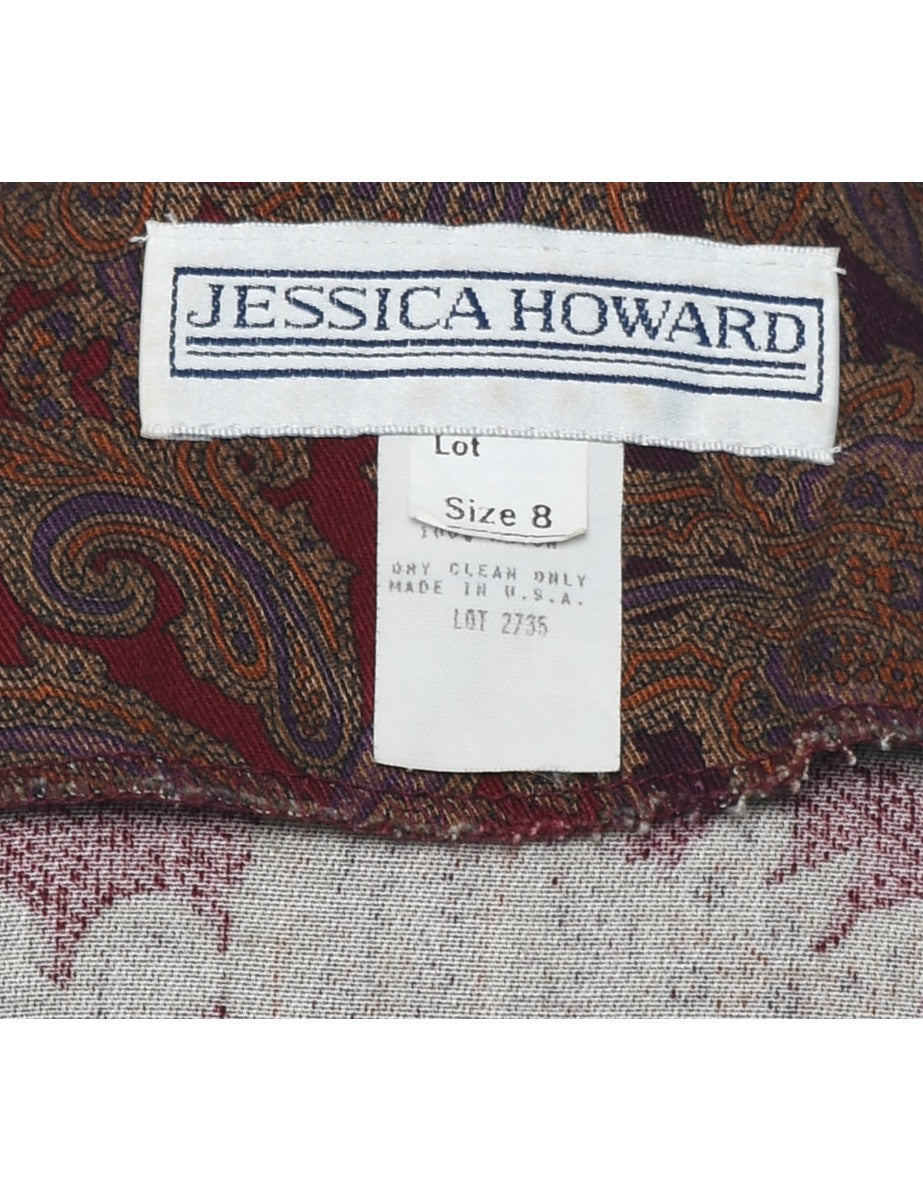 JESSICA HOWARD
Lot
Size 8
DRY CLEAN ONLY
MADE IN U.S.A.
LOT 2735